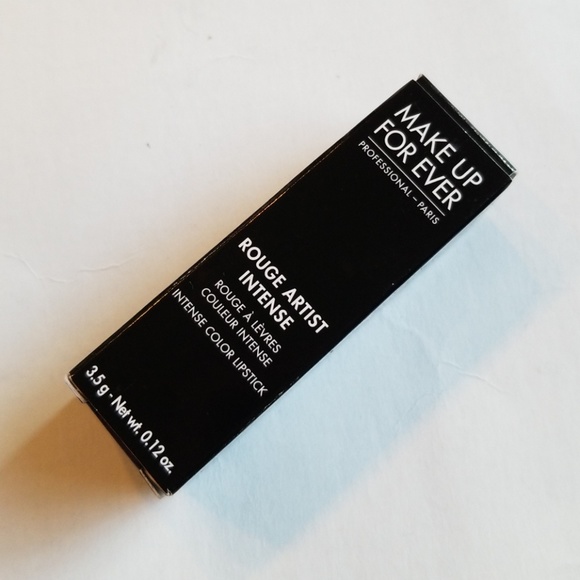 MAKE UP
FOR EVER
PROFESSIONAL – PARIS
ROUGE ARTIST
INTENSE
ROUGE À LÈVRES
COULEUR INTENSE
INTENSE COLOR LIPSTICK
3.5 g - Net wt. 0.12 oz.